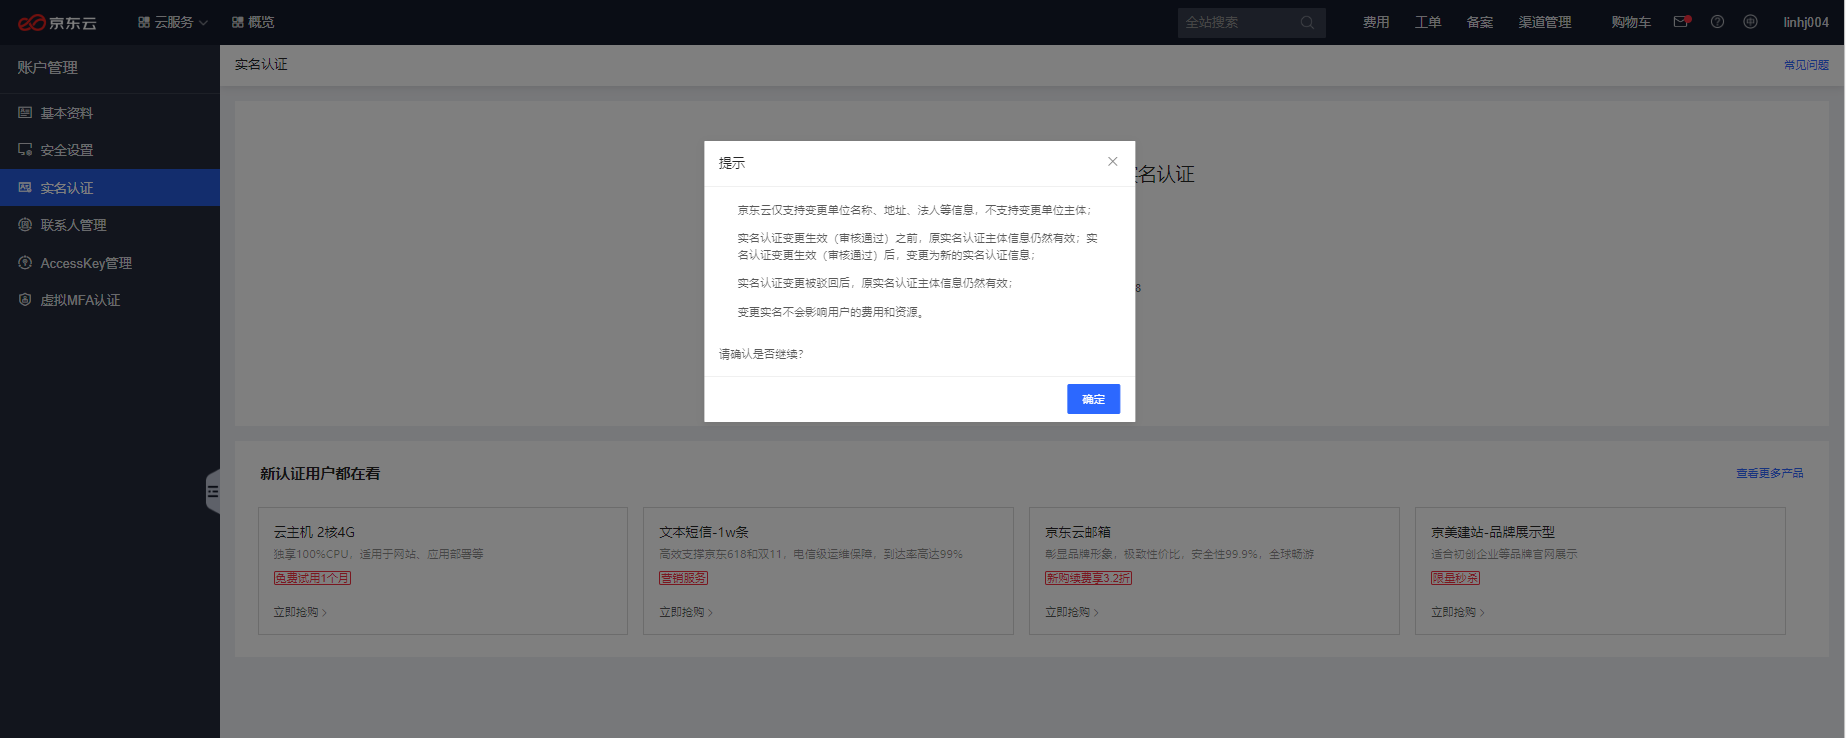 京东云
云服务
概览
全站搜索
费用
工单
备案
渠道管理
购物车
linhj004
账户管理
基本资料
安全设置
实名认证
联系人管理
AccessKey管理
虚拟MFA认证
实名认证
常见问题
名认证
8
提示
京东云仅支持变更单位名称、地址、法人等信息，不支持变更单位主体；
实名认证变更生效（审核通过）之前，原实名认证主体信息仍然有效；实
名认证变更生效（审核通过）后，变更为新的实名认证信息；
实名认证变更被驳回后，原实名认证主体信息仍然有效；
变更实名不会影响用户的费用和资源。
请确认是否继续？
确定
新认证用户都在看
查看更多产品
云主机 2核4G
独享100%CPU，适用于网站、应用部署等
免费试用1个月
立即抢购
文本短信-1w条
高效支撑京东618和双11，电信级运维保障，到达率高达99%
营销服务
立即抢购
京东云邮箱
彰显品牌形象，极致性价比，安全性99.9%，全球畅游
新购续费享3.2折
立即抢购
京美建站-品牌展示型
适合初创企业等品牌官网展示
限量秒杀
立即抢购